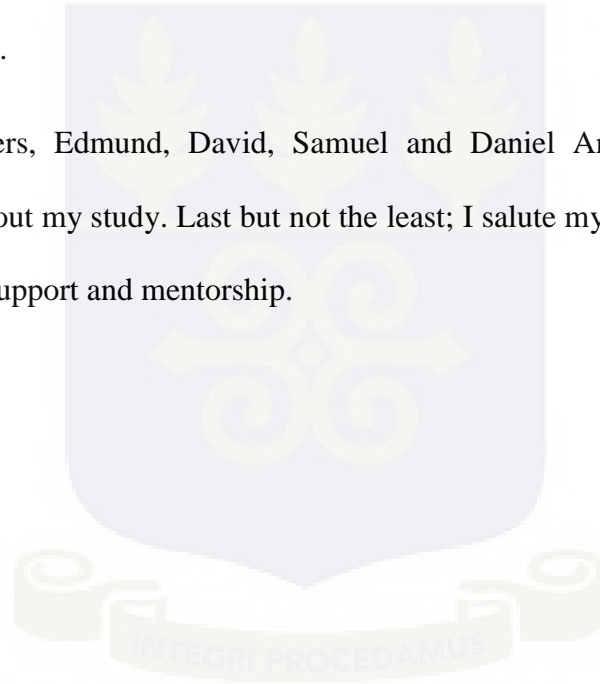 .
ers, Edmund, David, Samuel and Daniel Ar
out my study. Last but not the least; I salute my
upport and mentorship.
INTEGRI PROCEDAMUS